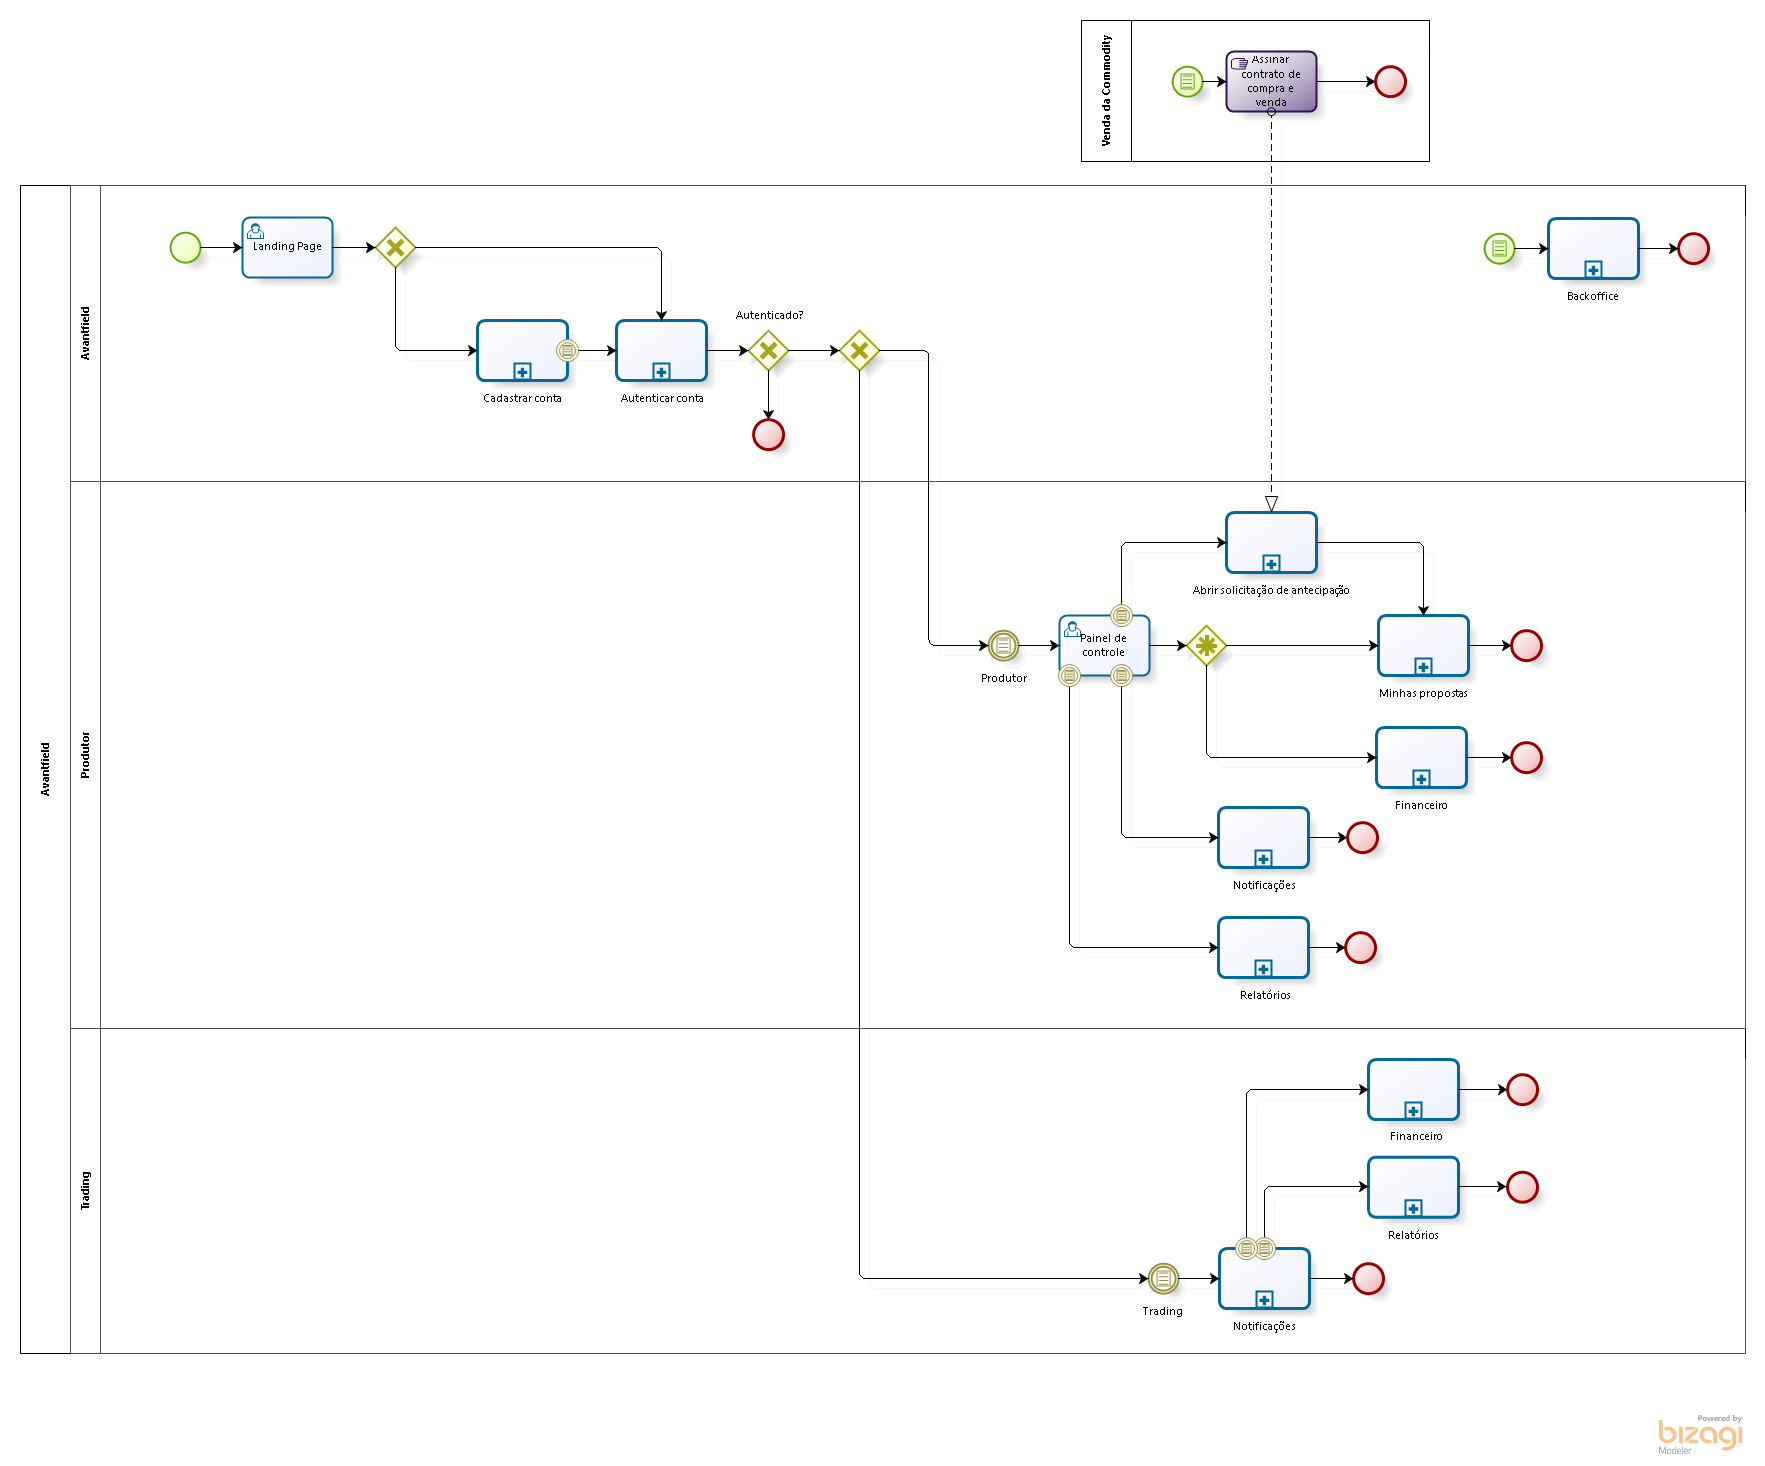 Venda da Commodity
Assinar
contrato de
compra e
venda
Avantfield
Avantfield
Landing Page
Backoffice
Autenticado?
Cadastrar conta
Autenticar conta
Produtor
Abrir solicitação de antecipação
Painel de
controle
Produtor
Minhas propostas
Financeiro
Notificações
Relatórios
Trading
Financeiro
Relatórios
Trading
Notificações
Powered by
bizagi
Modeler